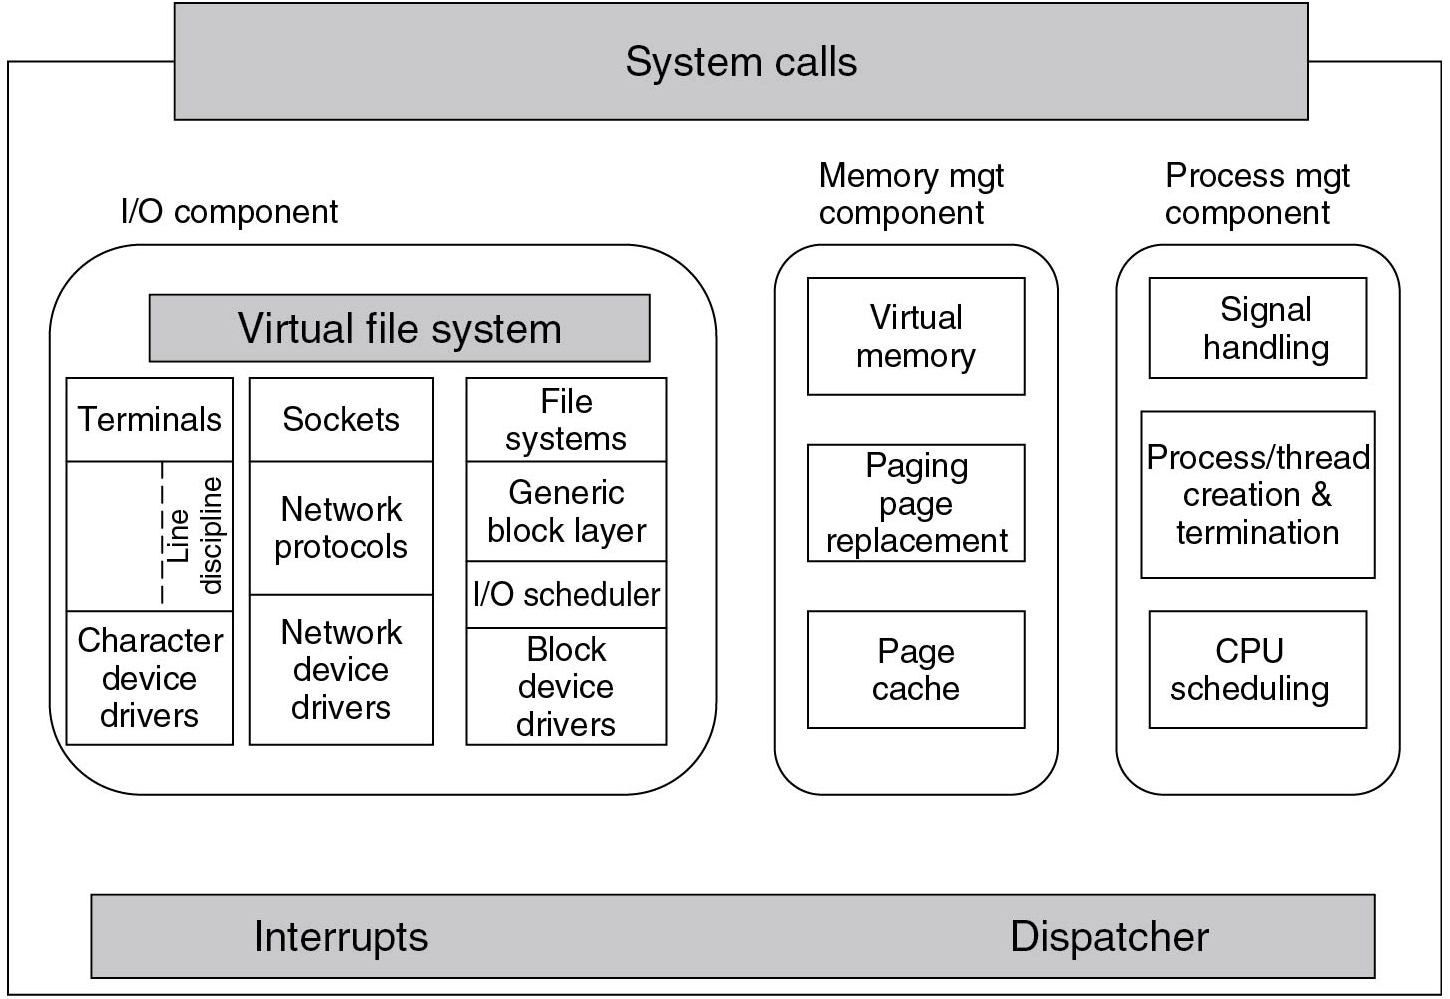 System calls
I/O component
Virtual file system
Terminals
Line
discipline
Character
device
drivers
Sockets
Network
protocols
Network
device
drivers
File
systems
Generic
block layer
I/O scheduler
Block
device
drivers
Memory mgt
component
Virtual
memory
Paging
page
replacement
Page
cache
Process mgt
component
Signal
handling
Process/thread
creation &
termination
CPU
scheduling
Interrupts
Dispatcher